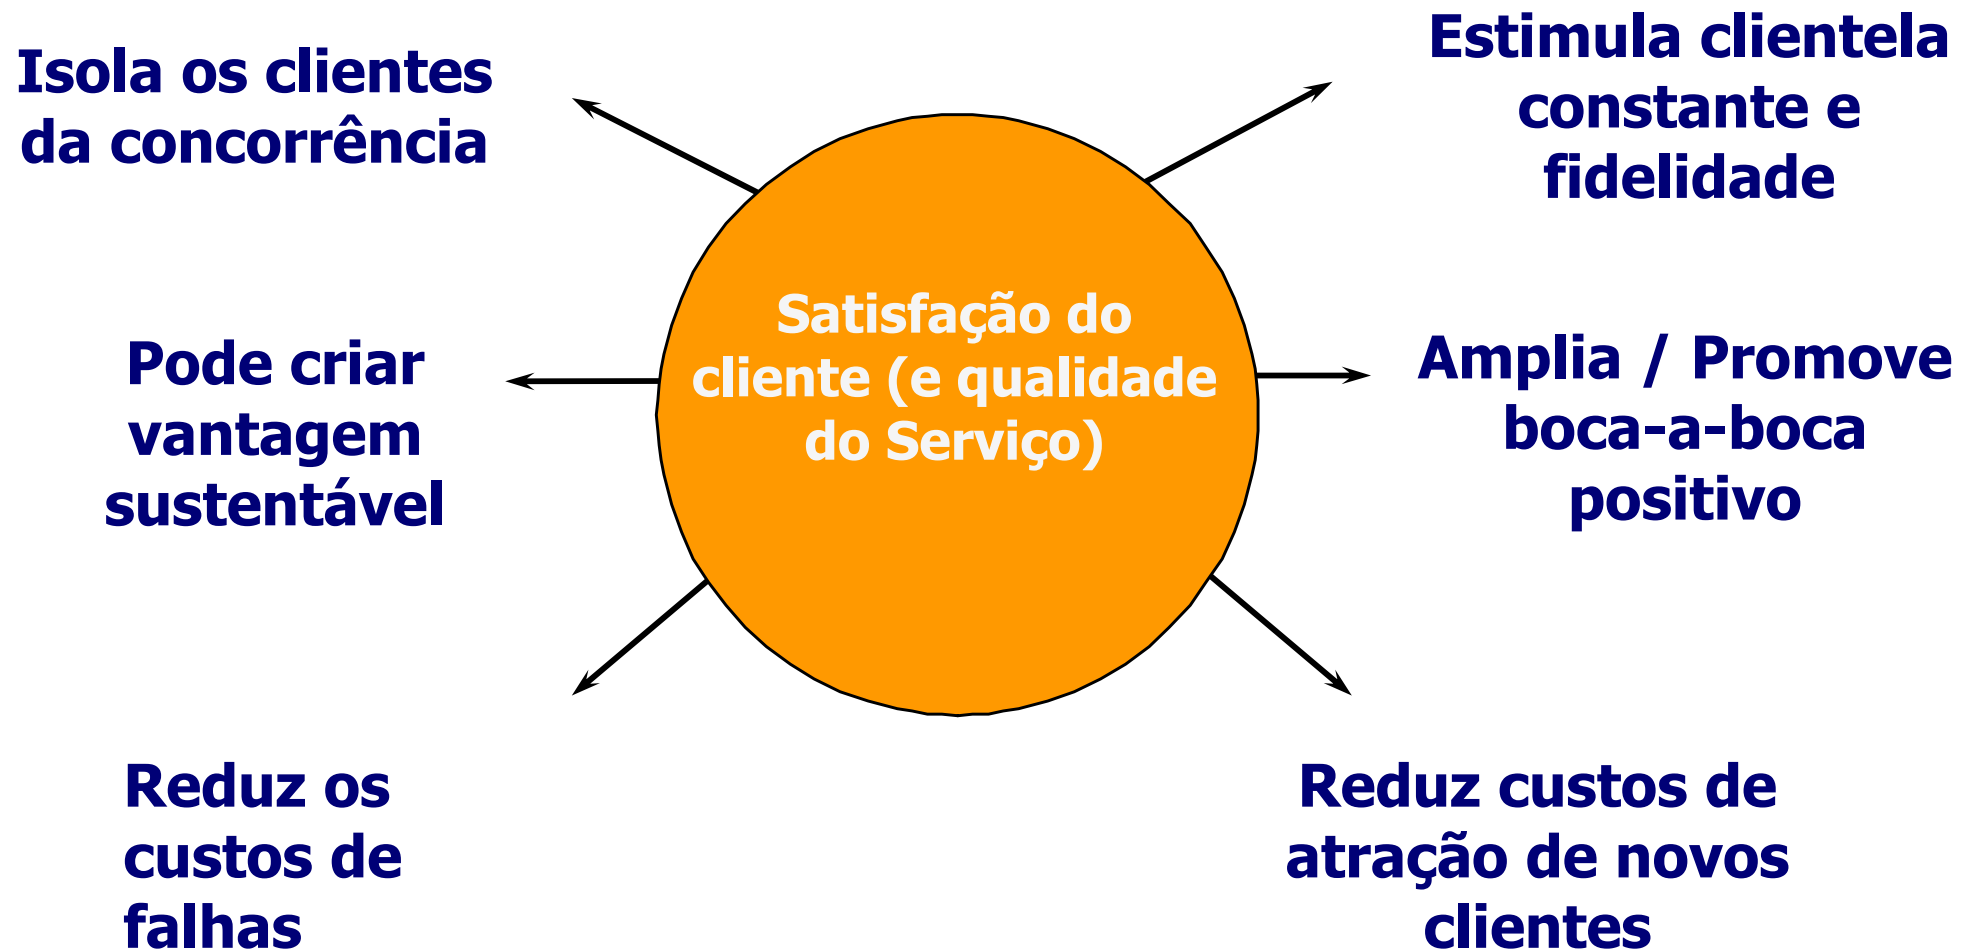 Isola os clientes
da concorrência
Estimula clientela
constante e
fidelidade
Satisfação do
cliente (e qualidade
do Serviço)
Pode criar
vantagem
sustentável
Amplia / Promove
boca-a-boca
positivo
Reduz os
custos de
falhas
Reduz custos de
atração de novos
clientes